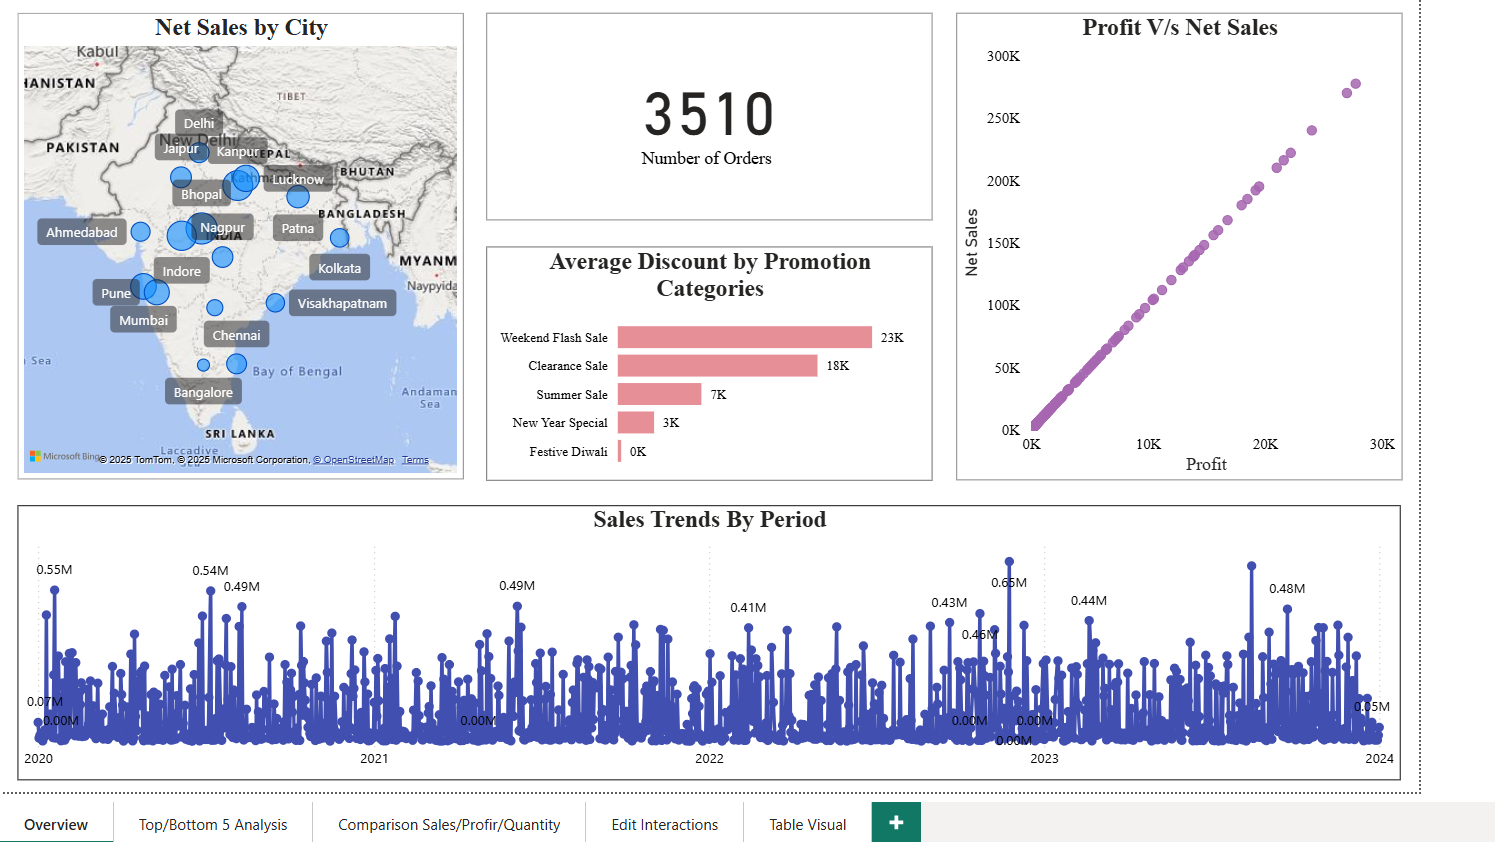 Net Sales by City
Kabul
HANISTAN
TIBET
Delhi
New Delhi
PAKISTAN
Jaipur
Kanpur
EPAL
BHUTAN
Lucknow
Bhopal
BANGLADESH
Ahmedabad
Nagpur
Patna
INDIA
Kolkata
MYANM
Indore
Naypyida
Pune
Visakhapatnam
Mumbai
Chennai
Sea
Bay of Bengal
Bangalore
Andaman
Sea
SRI LANKA
Laccadive
Microsoft Bing
© 2025 TomTom, © 2025 Microsoft Corporation, © OpenStreetMap Terms
3510
Number of Orders
Average Discount by Promotion
Categories
Weekend Flash Sale 23K
Clearance Sale 18K
Summer Sale 7K
New Year Special 3K
Festive Diwali 0K
Profit V/s Net Sales
300K
250K
200K
150K
100K
50K
0K
Net Sales
0K 10K 20K 30K
Profit
Sales Trends By Period
0.55M
0.54M
0.49M
0.49M
0.41M
0.43M
0.46M
0.65M
0.44M
0.48M
0.07M
0.00M
0.00M
0.00M
0.00M
0.00M
0.05M
2020 2021 2022 2023 2024
Overview
Top/Bottom 5 Analysis
Comparison Sales/Profir/Quantity
Edit Interactions
Table Visual
+